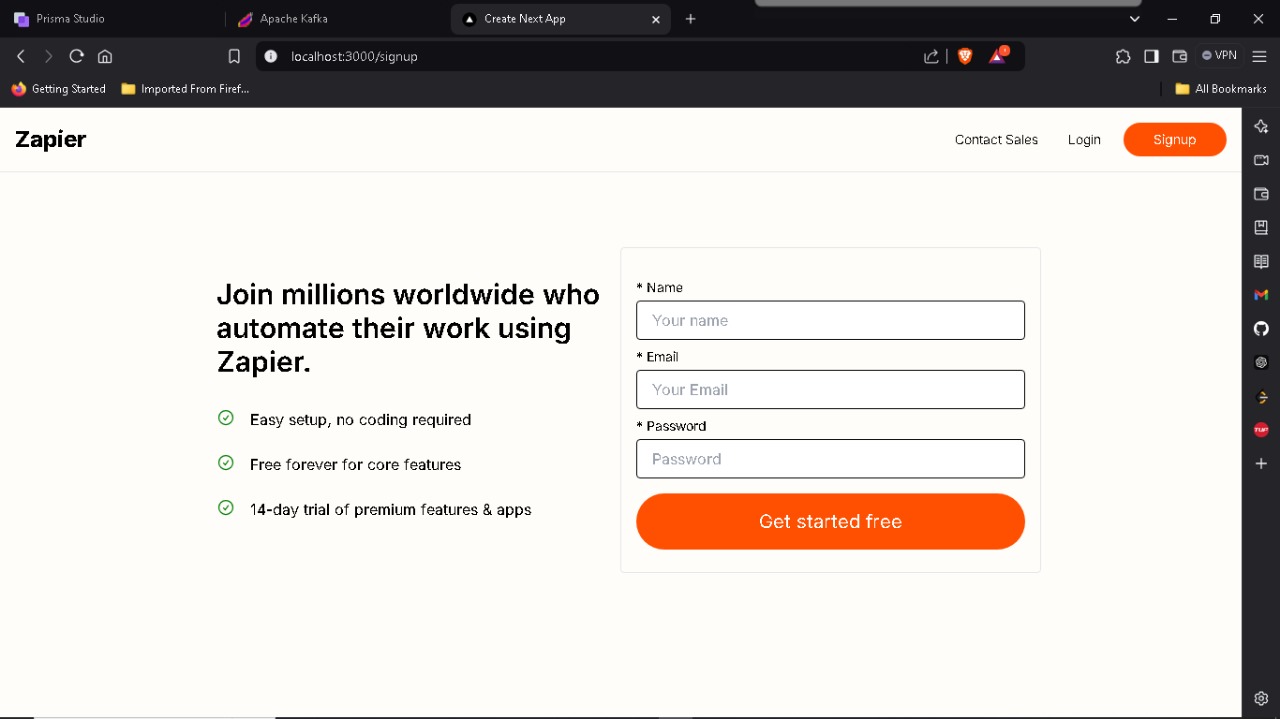 Prisma Studio
Apache Kafka
Create Next App
localhost:3000/signup
VPN
Getting Started
Imported From Firef...
All Bookmarks
Zapier
Contact Sales
Login
Signup
Join millions worldwide who
automate their work using
Zapier.
Easy setup, no coding required
Free forever for core features
14-day trial of premium features & apps
* Name
Your name
* Email
Your Email
* Password
Password
Get started free